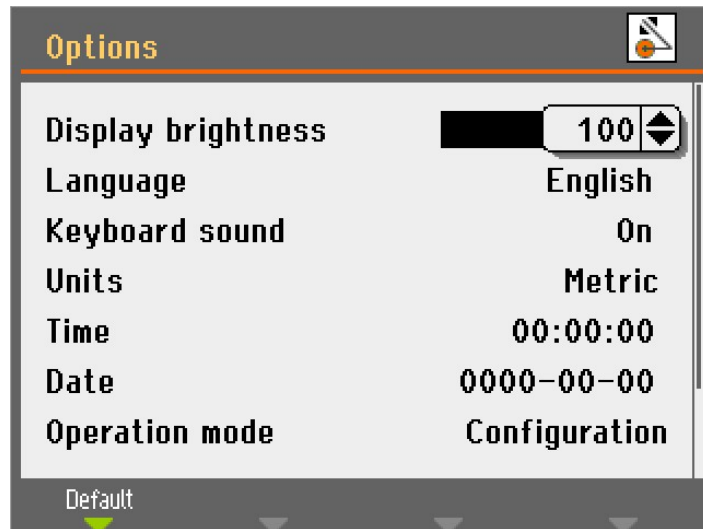 Options
Display brightness 100
Language English
Keyboard sound On
Units Metric
Time 00:00:00
Date 0000-00-00
Operation mode Configuration
Default